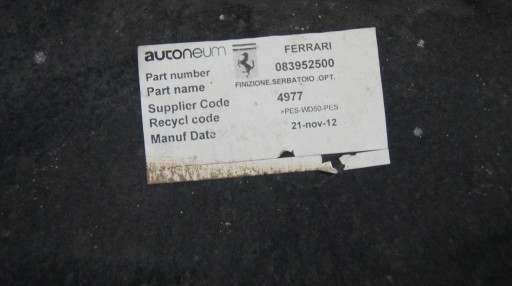 autoneum FERRARI
Part number 083952500
Part name FINIZIONE.SERBATOIO .OPT.
Supplier Code 4977
Recycl code >PES-WD50-PES
Manuf Data 21-nov-12